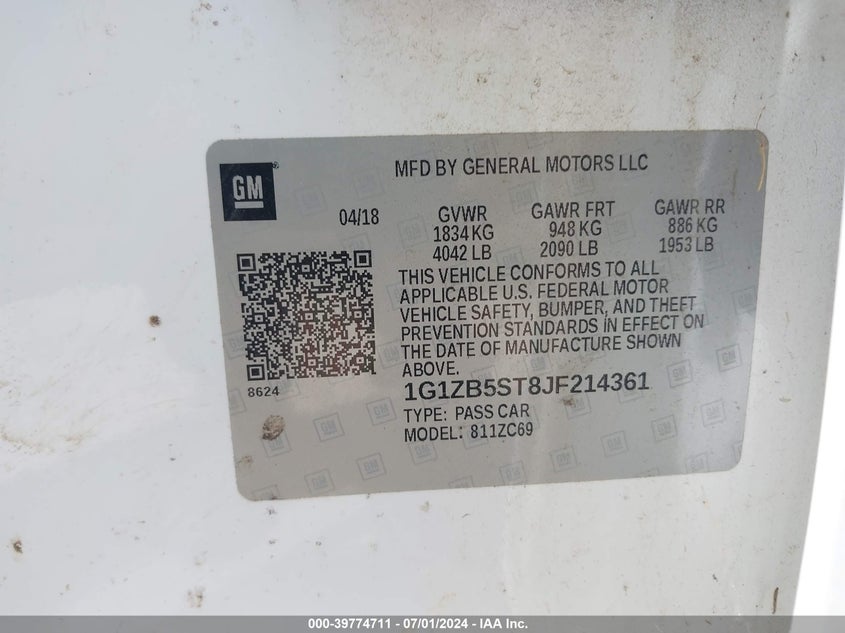 GM
MFD BY GENERAL MOTORS LLC
04/18
GVWR
1834 KG
4042 LB
GAWR FRT
948 KG
2090 LB
GAWR RR
886 KG
1953 LB
THIS VEHICLE CONFORMS TO ALL
APPLICABLE U.S. FEDERAL MOTOR
VEHICLE SAFETY, BUMPER, AND THEFT
PREVENTION STANDARDS IN EFFECT ON
THE DATE OF MANUFACTURE SHOWN
ABOVE.
8624
1G1ZB5ST8JF214361
TYPE: PASS CAR
MODEL: 811ZC69
000-39774711 - 07/01/2024 - IAA Inc.